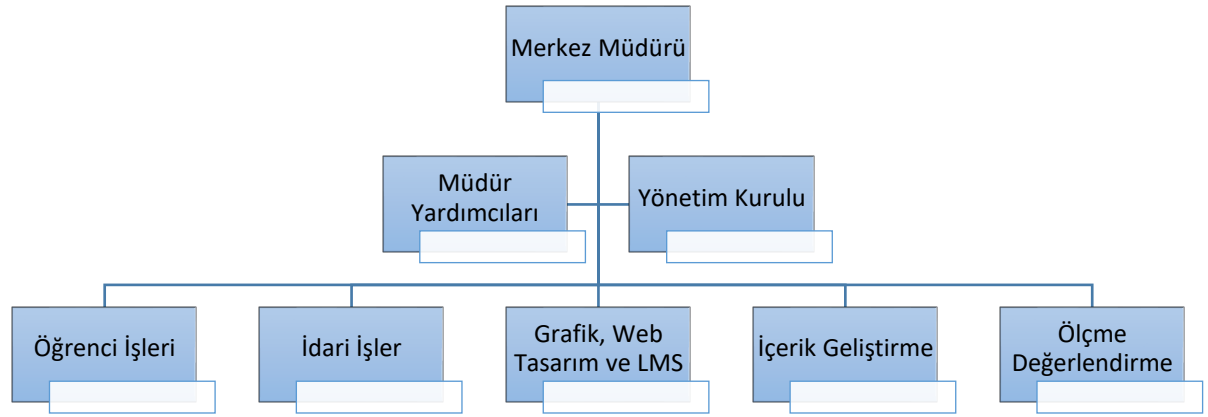 Merkez Müdürü
Müdür
Yardımcıları
Yönetim Kurulu
Öğrenci İşleri
İdari İşler
Grafik, Web
Tasarım ve LMS
İçerik Geliştirme
Ölçme
Değerlendirme